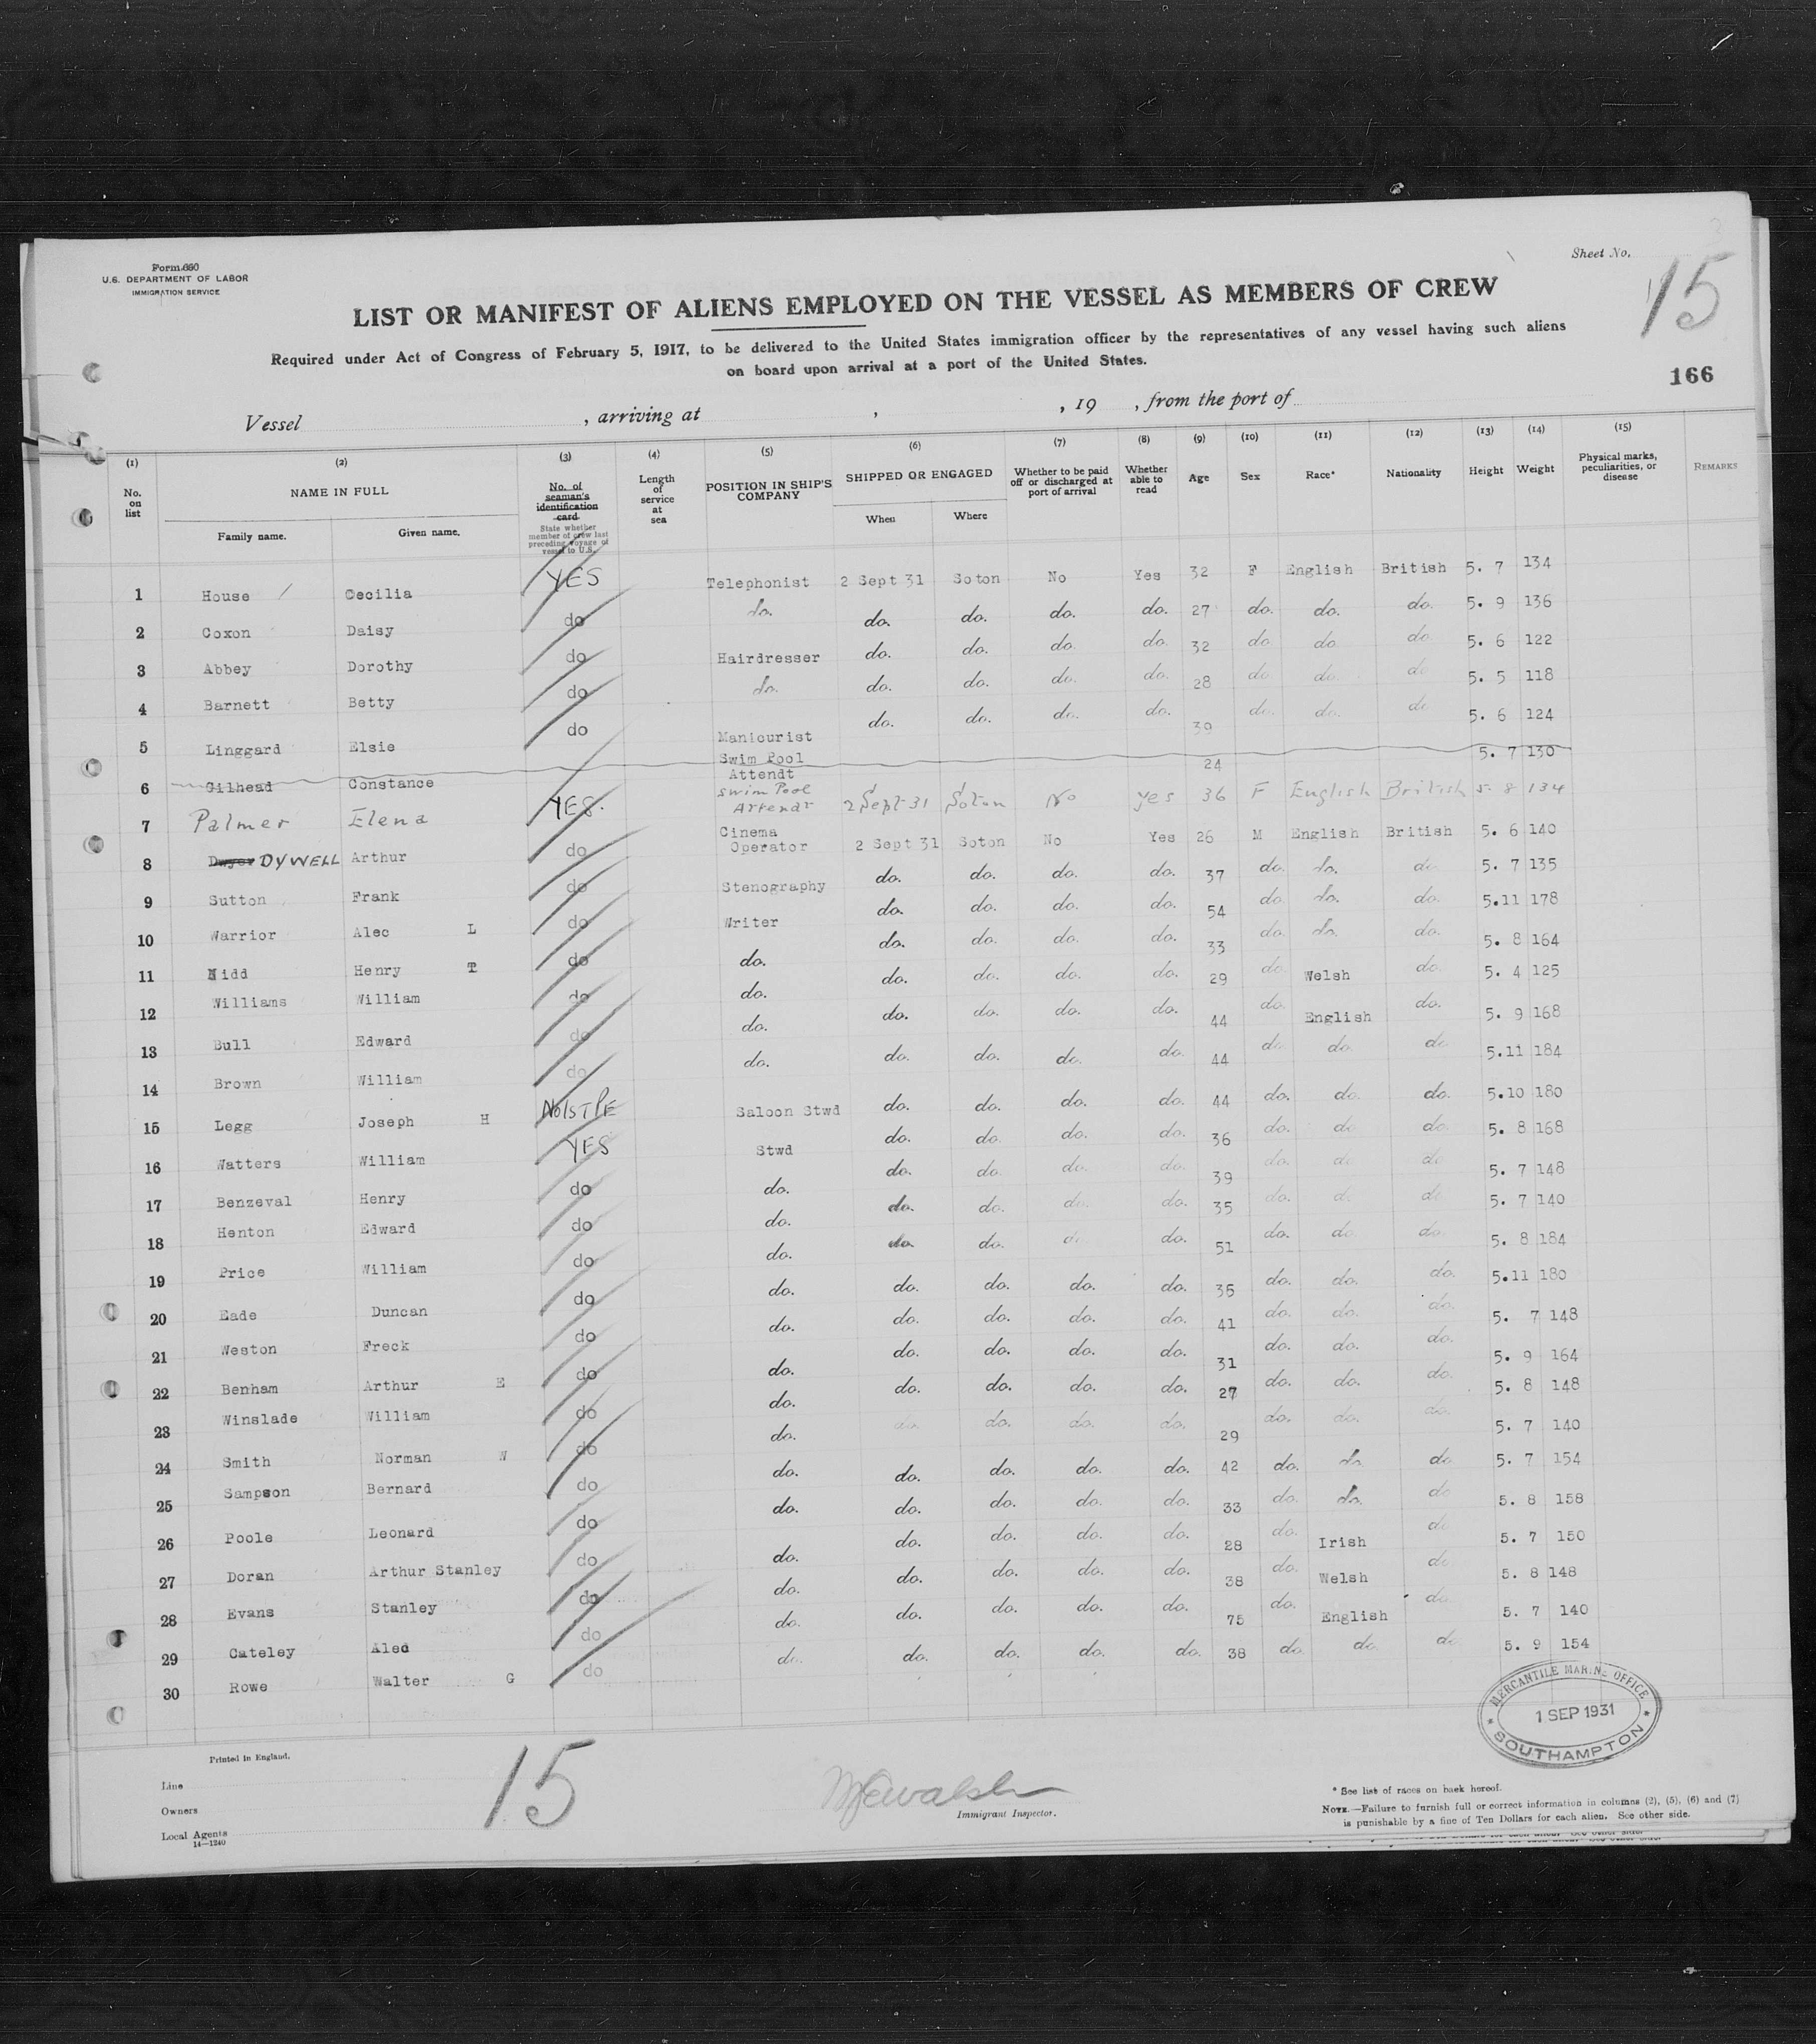 Form 660
U.S. DEPARTMENT OF LABOR
IMMIGRATION SERVICE
Sheet No.
15
LIST OR MANIFEST OF ALIENS EMPLOYED ON THE VESSEL AS MEMBERS OF CREW
Required under Act of Congress of February 5, 1917, to be delivered to the United States immigration officer by the representatives of any vessel having such aliens
on board upon arrival at a port of the United States.
166
Vessel , arriving at , , 19 , from the port of
(1) (2) (3) (4) (5) (6) (7) (8) (9) (10) (11) (12) (13) (14) (15)
No. on list NAME IN FULL Family name. Given name. No. of seaman's identification card State whether member of crew last preceding voyage of vessel to U.S. Length of service at sea POSITION IN SHIP'S COMPANY SHIPPED OR ENGAGED When Where Whether to be paid off or discharged at port of arrival Whether able to read Age Sex Race* Nationality Height Weight Physical marks, peculiarities, or disease REMARKS
1 House Cecilia YES Telephonist 2 Sept 31 Soton No Yes 32 F English British 5. 7 134
2 Coxon Daisy do do. do. do. do. do. 27 do. do. do. 5. 9 136
3 Abbey Dorothy do Hairdresser do. do. do. do. 32 do do do 5. 6 122
4 Barnett Betty do do. do. do. do. do. 28 do do. do 5. 5 118
5 Linggard Elsie do Manicurist do. do. do. do. 39 do. do. do 5. 6 124
6 Gilhead Constance Swim Pool Attendt 24 5. 7 130
7 Palmer Elena YES. Swim Pool Attendt 2 Sept 31 Soton No yes 36 F English British 5 8 134
8 Dwyer DYWELL Arthur do Cinema Operator 2 Sept 31 Soton No Yes 26 M English British 5. 6 140
9 Sutton Frank do Stenography do. do. do. do. 37 do. do. do 5. 7 135
10 Warrior Alec L do Writer do. do. do. do. 54 do do. do. 5.11 178
11 Nidd Henry T do do. do. do. do. do. 33 do. do. do. 5. 8 164
12 Williams William do do. do. do. do. do. 29 do. Welsh do. 5. 4 125
13 Bull Edward do do. do. do. do. do. 44 do. English do. 5. 9 168
14 Brown William do do. do. do. do. do. 44 do do. do 5.11 184
15 Legg Joseph H No 1ST PE Saloon Stwd do. do. do. do. 44 do. do. do. 5.10 180
16 Watters William YES Stwd do. do. do. do. 36 do. do do. 5. 8 168
17 Benzeval Henry do do. do. do. do. do. 39 do. do do 5. 7 148
18 Henton Edward do do. do. do. do. do. 35 do. do. do 5. 7 140
19 Price William do do. do. do. do. do. 51 do. do. do. 5. 8 184
20 Eade Duncan do do. do. do. do. do. 35 do. do. do. 5.11 180
21 Weston Freck do do. do. do. do. do. 41 do. do. do. 5. 7 148
22 Benham Arthur E do do. do. do. do. do. 31 do. do. do. 5. 9 164
23 Winslade William do do. do. do. do. do. 27 do. do. do. 5. 8 148
24 Smith Norman W do do. do. do. do. do. 29 do. do. do. 5. 7 140
25 Sampson Bernard do do. do. do. do. do. 42 do. do. do 5. 7 154
26 Poole Leonard do do. do. do. do. do. 33 do. do. do 5. 8 158
27 Doran Arthur Stanley do do. do. do. do. do. 28 do. Irish do 5. 7 150
28 Evans Stanley do do. do. do. do. do. 38 do. Welsh do. 5. 8 148
29 Cateley Alec do do. do. do. do. do. 75 do. English do. 5. 7 140
30 Rowe Walter G do do. do. do. do. do. 38 do. do. do. 5. 9 154
MERCANTILE MARINE OFFICE
1 SEP 1931
SOUTHAMPTON
Printed in England.
Line
Owners
Local Agents
14—1240
15
Immigrant Inspector.
* See list of races on back hereof.
NOTE.—Failure to furnish full or correct information in columns (2), (5), (6) and (7)
is punishable by a fine of Ten Dollars for each alien. See other side.